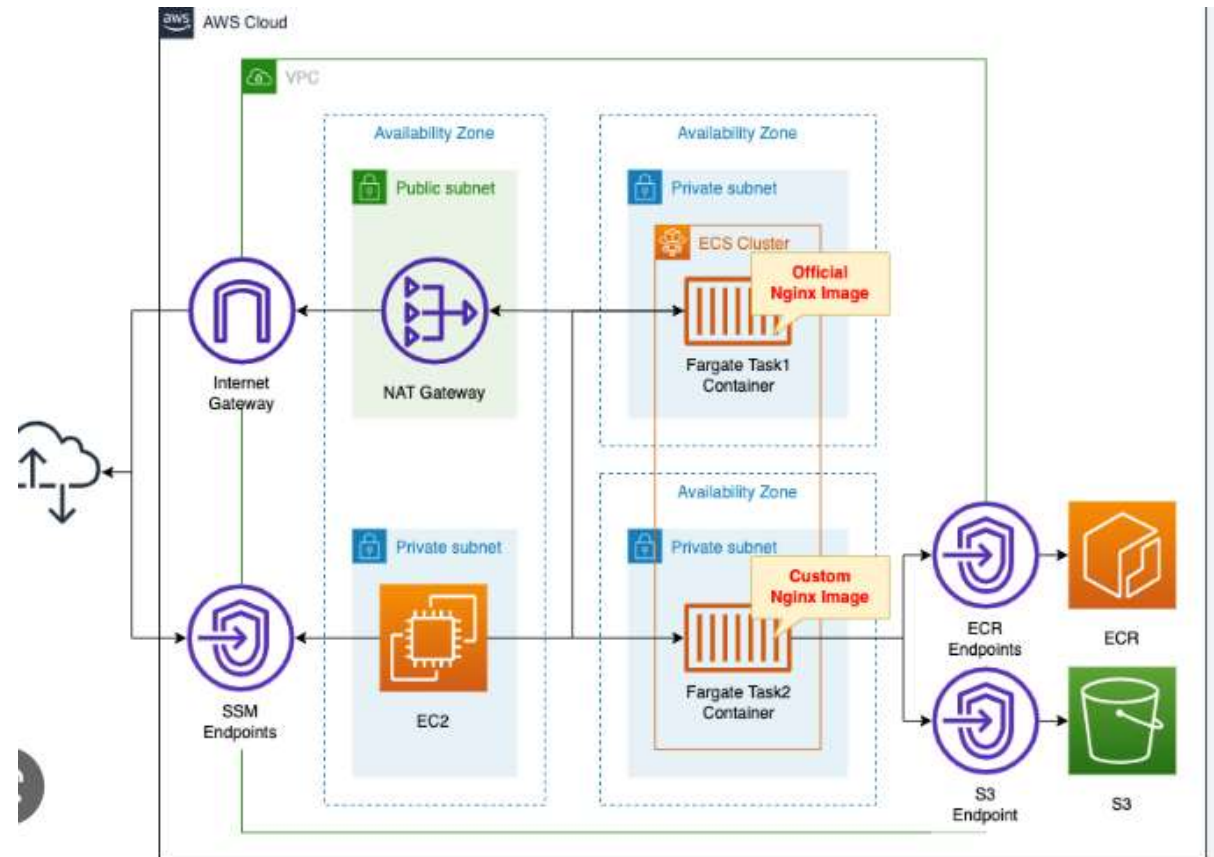 aws
AWS Cloud
VPC
Availability Zone
Availability Zone
Public subnet
Private subnet
ECS Cluster
Official
Nginx Image
Internet
Gateway
NAT Gateway
Fargate Task1
Container
Availability Zone
Private subnet
Private subnet
Custom
Nginx Image
SSM
Endpoints
EC2
Fargate Task2
Container
ECR
Endpoints
ECR
S3
Endpoint
S3